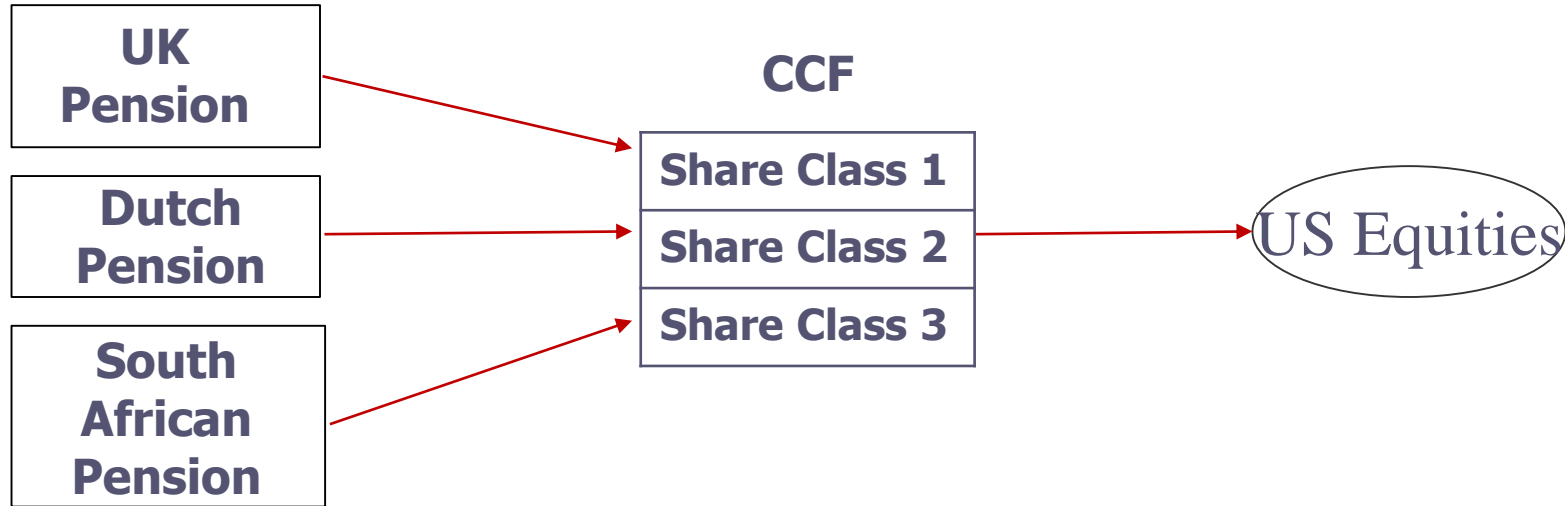 UK
Pension
Dutch
Pension
South
African
Pension
CCF
Share Class 1
Share Class 2
Share Class 3
US Equities